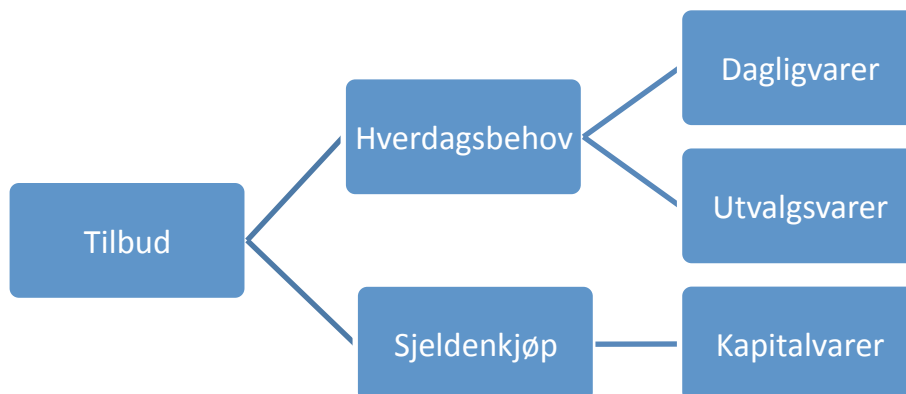 Tilbud
Hverdagsbehov
Dagligvarer
Utvalgsvarer
Sjeldenkjøp
Kapitalvarer